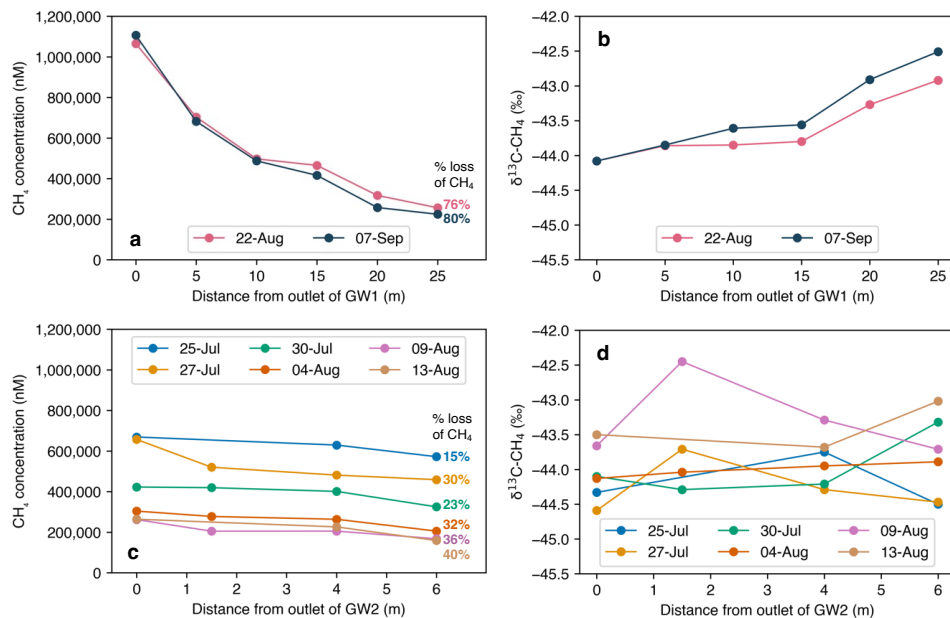 a
CH₄ concentration (nM)
1,200,000
1,000,000
800,000
600,000
400,000
200,000
0
% loss
of CH₄
76%
80%
22-Aug 07-Sep
0 5 10 15 20 25
Distance from outlet of GW1 (m)
b
δ¹³C-CH₄ (‰)
−42.0
−42.5
−43.0
−43.5
−44.0
−44.5
−45.0
−45.5
22-Aug 07-Sep
0 5 10 15 20 25
Distance from outlet of GW1 (m)
c
CH₄ concentration (nM)
1,200,000
1,000,000
800,000
600,000
400,000
200,000
0
25-Jul 30-Jul 09-Aug
27-Jul 04-Aug 13-Aug
% loss
of CH₄
15%
30%
23%
32%
36%
40%
0 1 2 3 4 5 6
Distance from outlet of GW2 (m)
d
δ¹³C-CH₄ (‰)
−42.0
−42.5
−43.0
−43.5
−44.0
−44.5
−45.0
−45.5
25-Jul 30-Jul 09-Aug
27-Jul 04-Aug 13-Aug
0 1 2 3 4 5 6
Distance from outlet of GW2 (m)